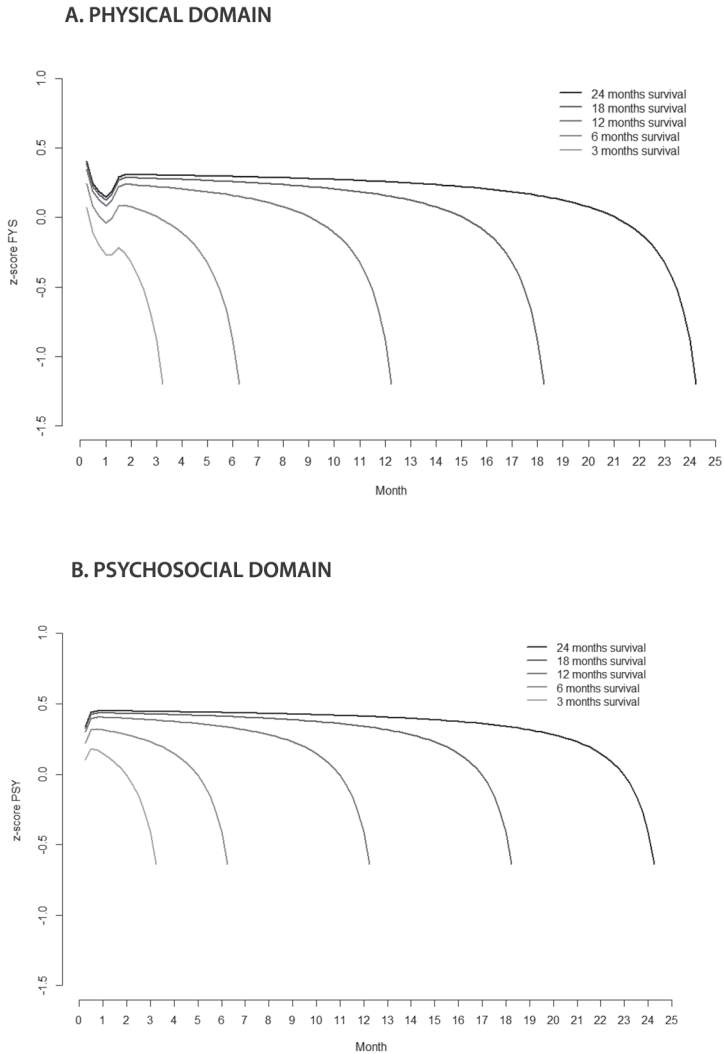 A. PHYSICAL DOMAIN
1.0
0.5
0.0
-0.5
-1.0
-1.5
z-score FYS
24 months survival
18 months survival
12 months survival
6 months survival
3 months survival
0 1 2 3 4 5 6 7 8 9 10 11 12 13 14 15 16 17 18 19 20 21 22 23 24 25
Month
B. PSYCHOSOCIAL DOMAIN
1.0
0.5
0.0
-0.5
-1.0
-1.5
z-score PSY
24 months survival
18 months survival
12 months survival
6 months survival
3 months survival
0 1 2 3 4 5 6 7 8 9 10 11 12 13 14 15 16 17 18 19 20 21 22 23 24 25
Month